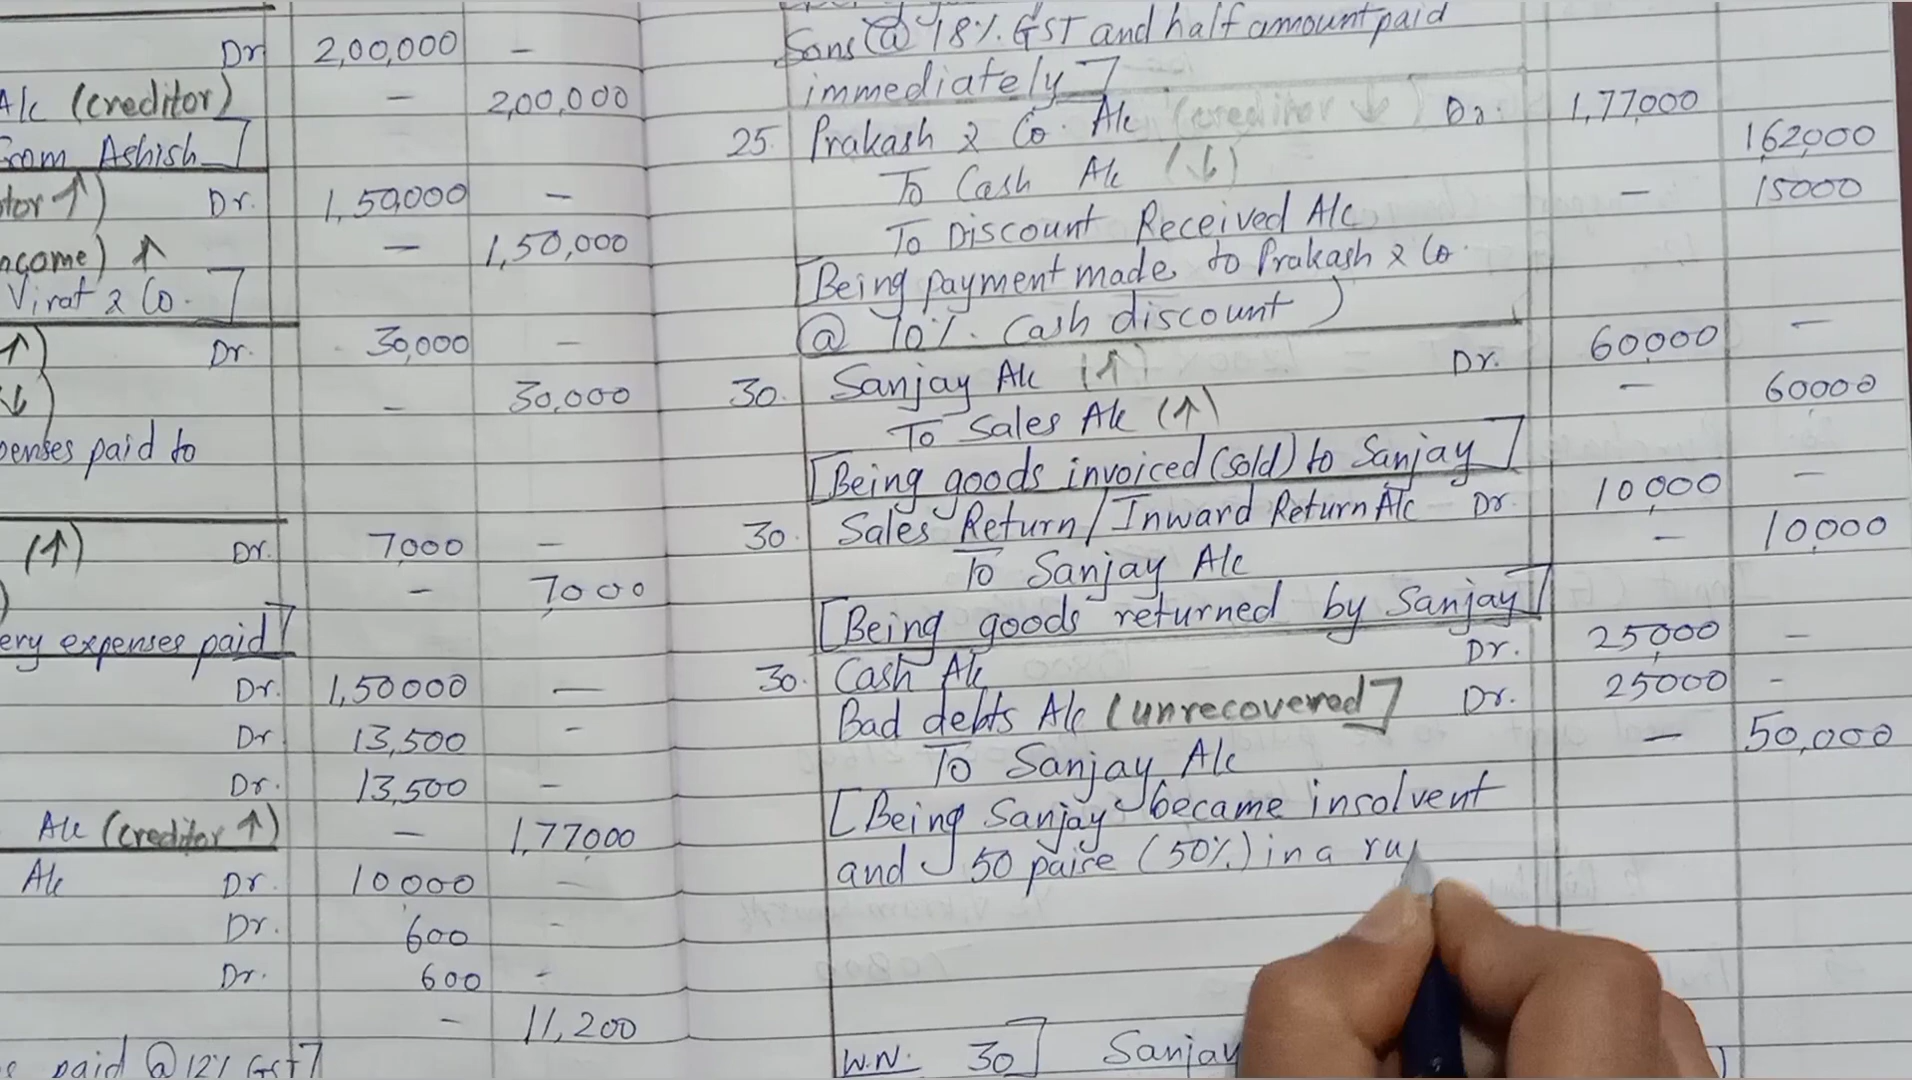 Dr 2,00,000 -
A/c (creditor) - 2,00,000
from Ashish]
tor ↑) Dr. 1,50,000 -
ncome) ↑ - 1,50,000
Virat & Co.]
↑) Dr. 30,000 -
↓) - 30,000
penses paid to
(↑) Dr. 7000 -
) - 7000
ery expenses paid]
Dr. 1,50000 -
Dr 13,500 -
Dr. 13,500 -
A/c (creditor ↑) - 1,77000
A/c Dr. 10000 -
Dr. 600 -
Dr. 600 -
- 11,200
paid @12% GST]
Sons @ 18% GST and half amount paid
immediately]
25. Prakash & Co. A/c (creditor ↓) Dr. 1,77000
To Cash A/c (↓) 162000
To Discount Received A/c - 15000
[Being payment made to Prakash & Co.
@ 10% cash discount)
30. Sanjay A/c (↑) Dr. 60000 -
To Sales A/c (↑) - 60000
[Being goods invoiced (sold) to Sanjay]
30. Sales Return/Inward Return A/c Dr. 10,000 -
To Sanjay A/c - 10,000
[Being goods returned by Sanjay]
30. Cash A/c Dr. 25,000 -
Bad debts A/c (unrecovered] Dr. 25000 -
To Sanjay A/c - 50,000
[Being Sanjay became insolvent
and 50 paise (50%) in a ru
W.N. 30] Sanjay